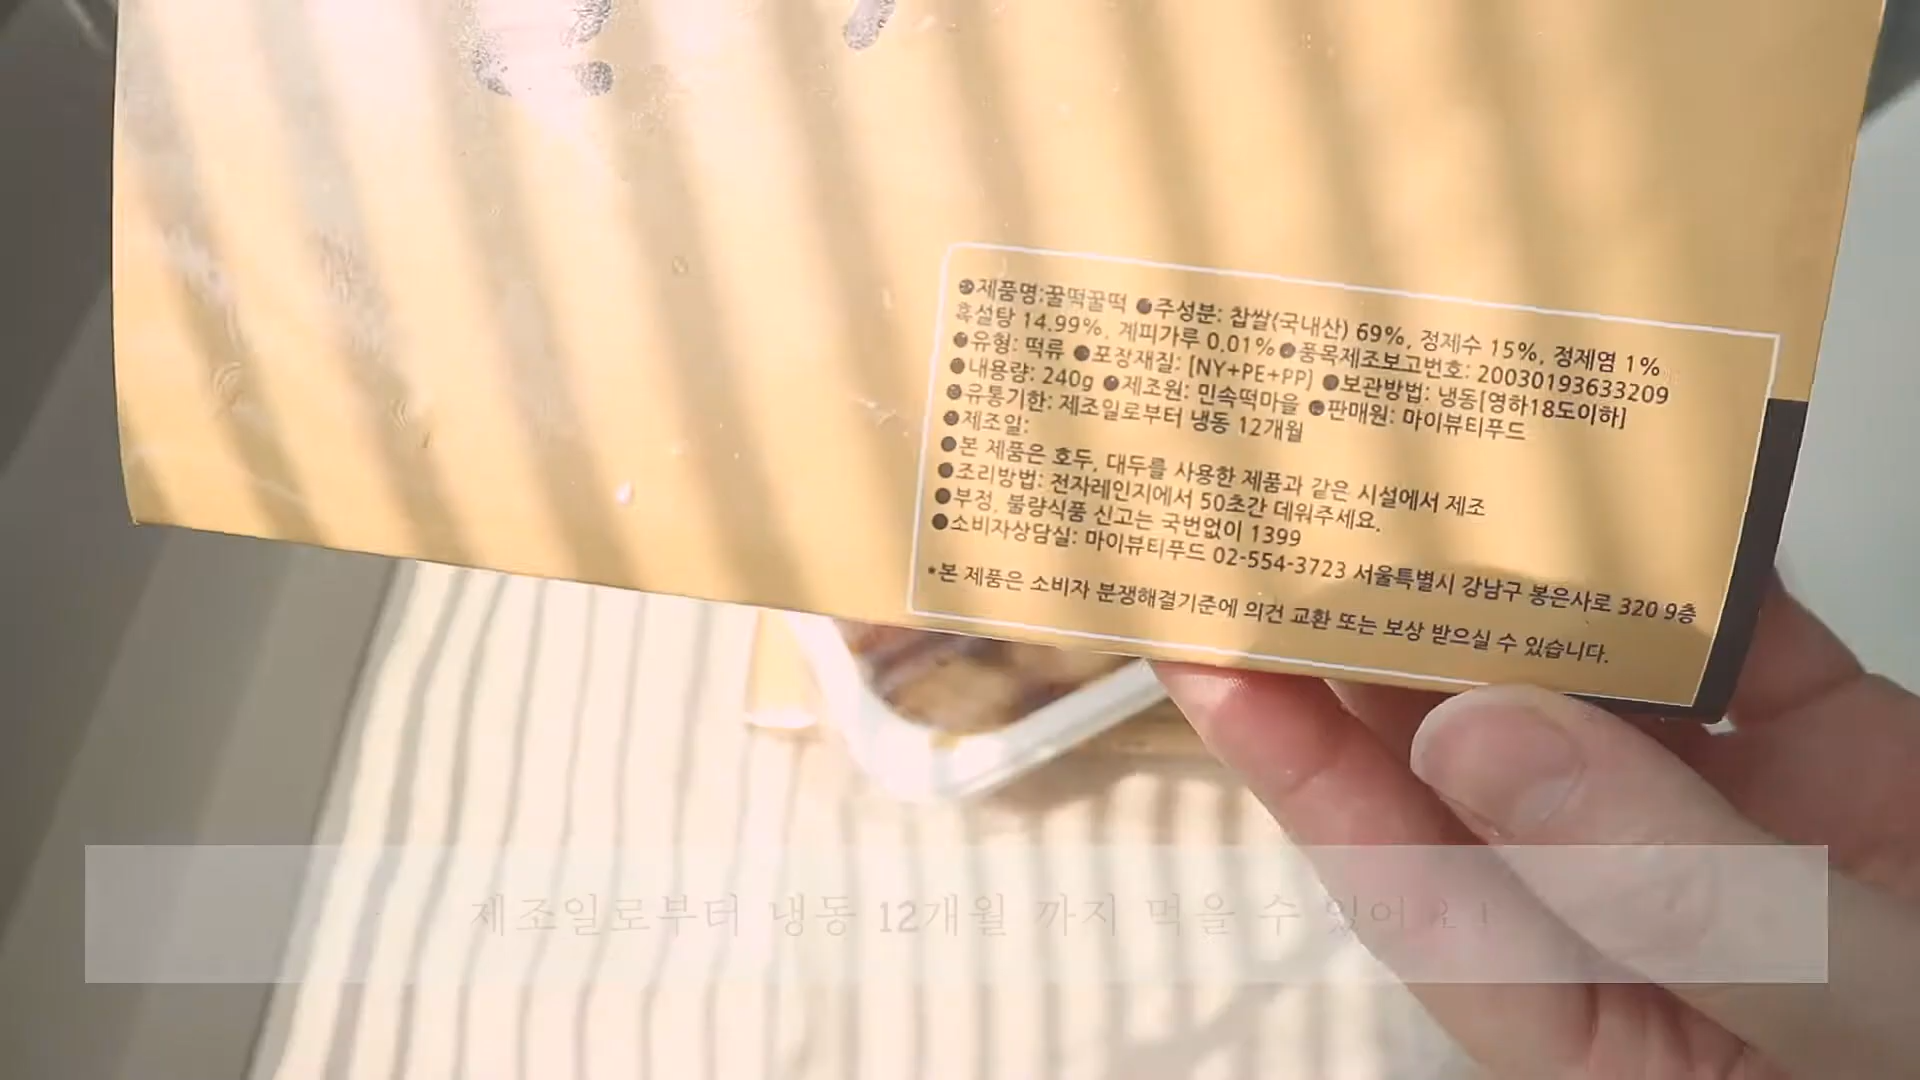 ●제품명:꿀떡꿀떡 ●주성분: 찹쌀(국내산) 69%, 정제수 15%, 정제염 1%
흑설탕 14.99%, 계피가루 0.01% ●품목제조보고번호: 20030193633209
●유형: 떡류 ●포장재질: [NY+PE+PP] ●보관방법: 냉동[영하18도이하]
●내용량: 240g ●제조원: 민속떡마을 ●판매원: 마이뷰티푸드
●유통기한: 제조일로부터 냉동 12개월
●제조일:
●본 제품은 호두, 대두를 사용한 제품과 같은 시설에서 제조
●조리방법: 전자레인지에서 50초간 데워주세요.
●부정, 불량식품 신고는 국번없이 1399
●소비자상담실: 마이뷰티푸드 02-554-3723 서울특별시 강남구 봉은사로 320 9층
*본 제품은 소비자 분쟁해결기준에 의건 교환 또는 보상 받으실 수 있습니다.
제조일로부터 냉동 12개월 까지 먹을 수 있어요!